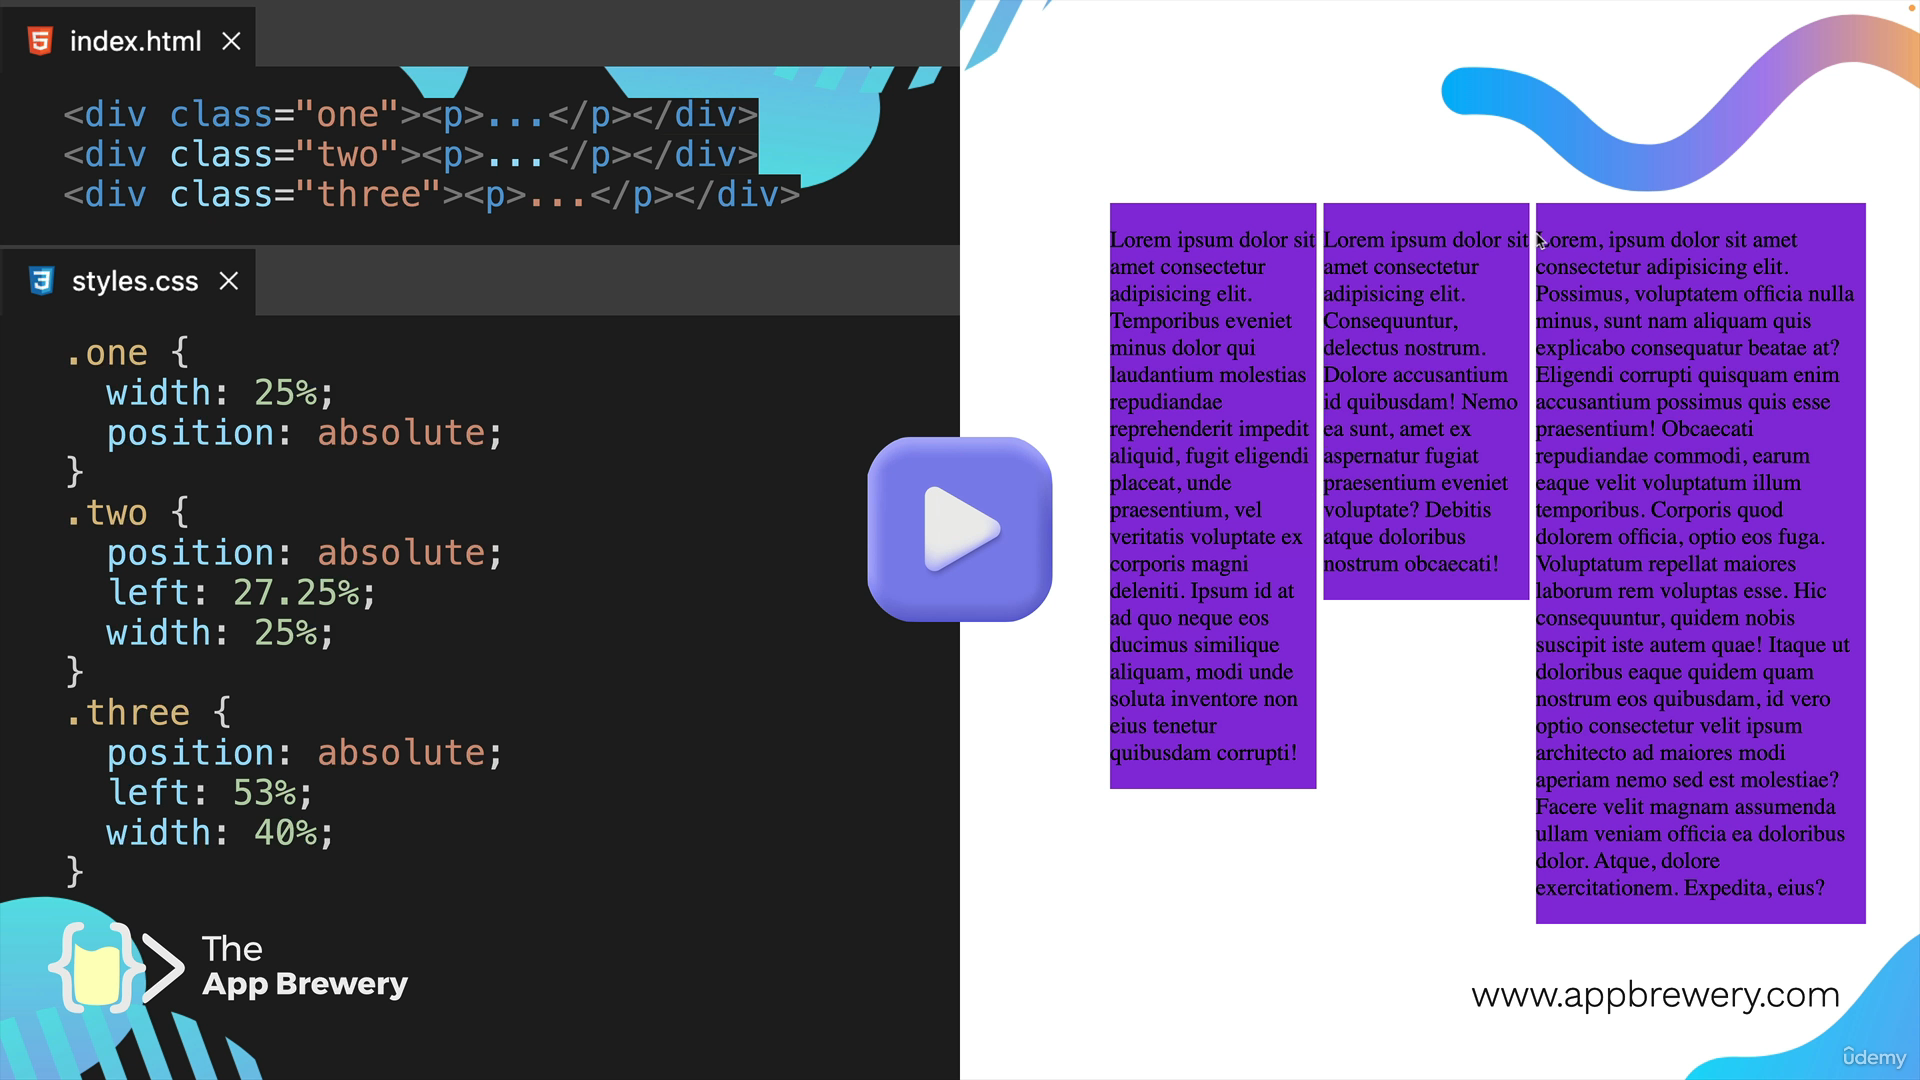 index.html
<div class="one"><p>...</p></div>
<div class="two"><p>...</p></div>
<div class="three"><p>...</p></div>
styles.css
.one {
width: 25%;
position: absolute;
}
.two {
position: absolute;
left: 27.25%;
width: 25%;
}
.three {
position: absolute;
left: 53%;
width: 40%;
}
The
App Brewery
Lorem ipsum dolor sit
amet consectetur
adipisicing elit.
Temporibus eveniet
minus dolor qui
laudantium molestias
repudiandae
reprehenderit impedit
aliquid, fugit eligendi
placeat, unde
praesentium, vel
veritatis voluptate ex
corporis magni
deleniti. Ipsum id at
ad quo neque eos
ducimus similique
aliquam, modi unde
soluta inventore non
eius tenetur
quibusdam corrupti!
Lorem ipsum dolor sit
amet consectetur
adipisicing elit.
Consequuntur,
delectus nostrum.
Dolore accusantium
id quibusdam! Nemo
ea sunt, amet ex
aspernatur fugiat
praesentium eveniet
voluptate? Debitis
atque doloribus
nostrum obcaecati!
Lorem, ipsum dolor sit amet
consectetur adipisicing elit.
Possimus, voluptatem officia nulla
minus, sunt nam aliquam quis
explicabo consequatur beatae at?
Eligendi corrupti quisquam enim
accusantium possimus quis esse
praesentium! Obcaecati
repudiandae commodi, earum
eaque velit voluptatum illum
temporibus. Corporis quod
dolorem officia, optio eos fuga.
Voluptatum repellat maiores
laborum rem voluptas esse. Hic
consequuntur, quidem nobis
suscipit iste autem quae! Itaque ut
doloribus eaque quidem quam
nostrum eos quibusdam, id vero
optio consectetur velit ipsum
architecto ad maiores modi
aperiam nemo sed est molestiae?
Facere velit magnam assumenda
ullam veniam officia ea doloribus
dolor. Atque, dolore
exercitationem. Expedita, eius?
www.appbrewery.com
ûdemy